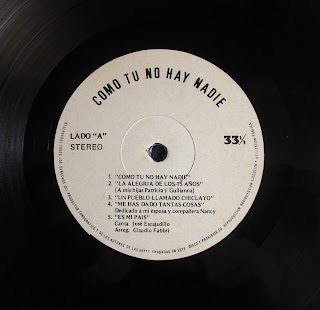 COMO TU NO HAY NADIE
LADO "A"
STEREO
33⅓
1. "COMO TU NO HAY NADIE"
2. "LA ALEGRIA DE LOS 15 AÑOS"
(A mis hijas Patricia y Guilianna)
3. "UN PUEBLO LLAMADO CHICLAYO"
4. "ME HAS DADO TANTAS COSAS"
Dedicado a mi esposa y compañera Nancy
5. "ES MI PAIS"
Canta José Escajadillo
Arreg. Claudio Fabbri